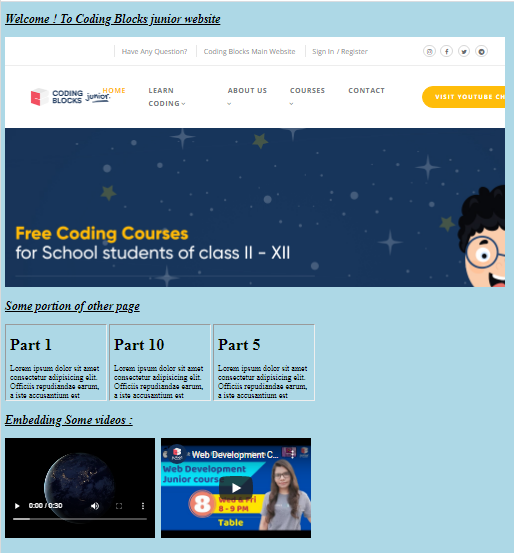 Welcome ! To Coding Blocks junior website
Have Any Question?
Coding Blocks Main Website
Sign In / Register
CODING
BLOCKS junior.
HOME
LEARN
CODING
ABOUT US
COURSES
CONTACT
VISIT YOUTUBE CH
Free Coding Courses
for School students of class II - XII
Some portion of other page
Part 1
Lorem ipsum dolor sit amet
consectetur adipisicing elit.
Officiis repudiandae earum,
a iste accusantium est
Part 10
Lorem ipsum dolor sit amet
consectetur adipisicing elit.
Officiis repudiandae earum,
a iste accusantium est
Part 5
Lorem ipsum dolor sit amet
consectetur adipisicing elit.
Officiis repudiandae earum,
a iste accusantium est
Embedding Some videos :
0:00 / 0:30
Web Development C...
Web Development
Junior course
8
Wed & Fri
8 - 9 PM
Table